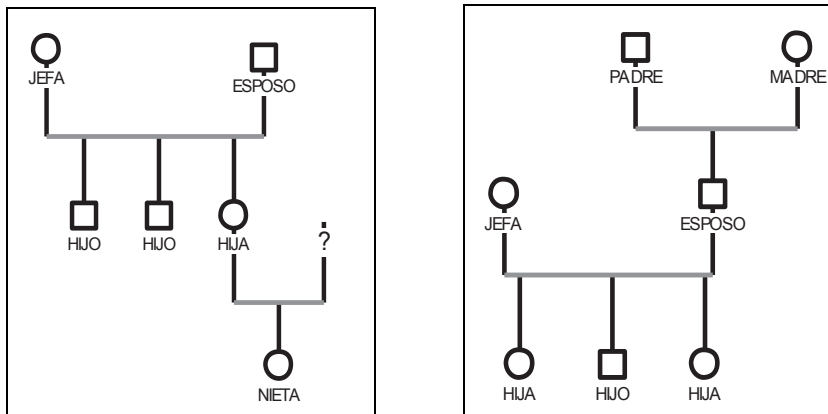 JEFA
ESPOSO
HIJO
HIJO
HIJA
?
NIETA
PADRE
MADRE
JEFA
ESPOSO
HIJA
HIJO
HIJA